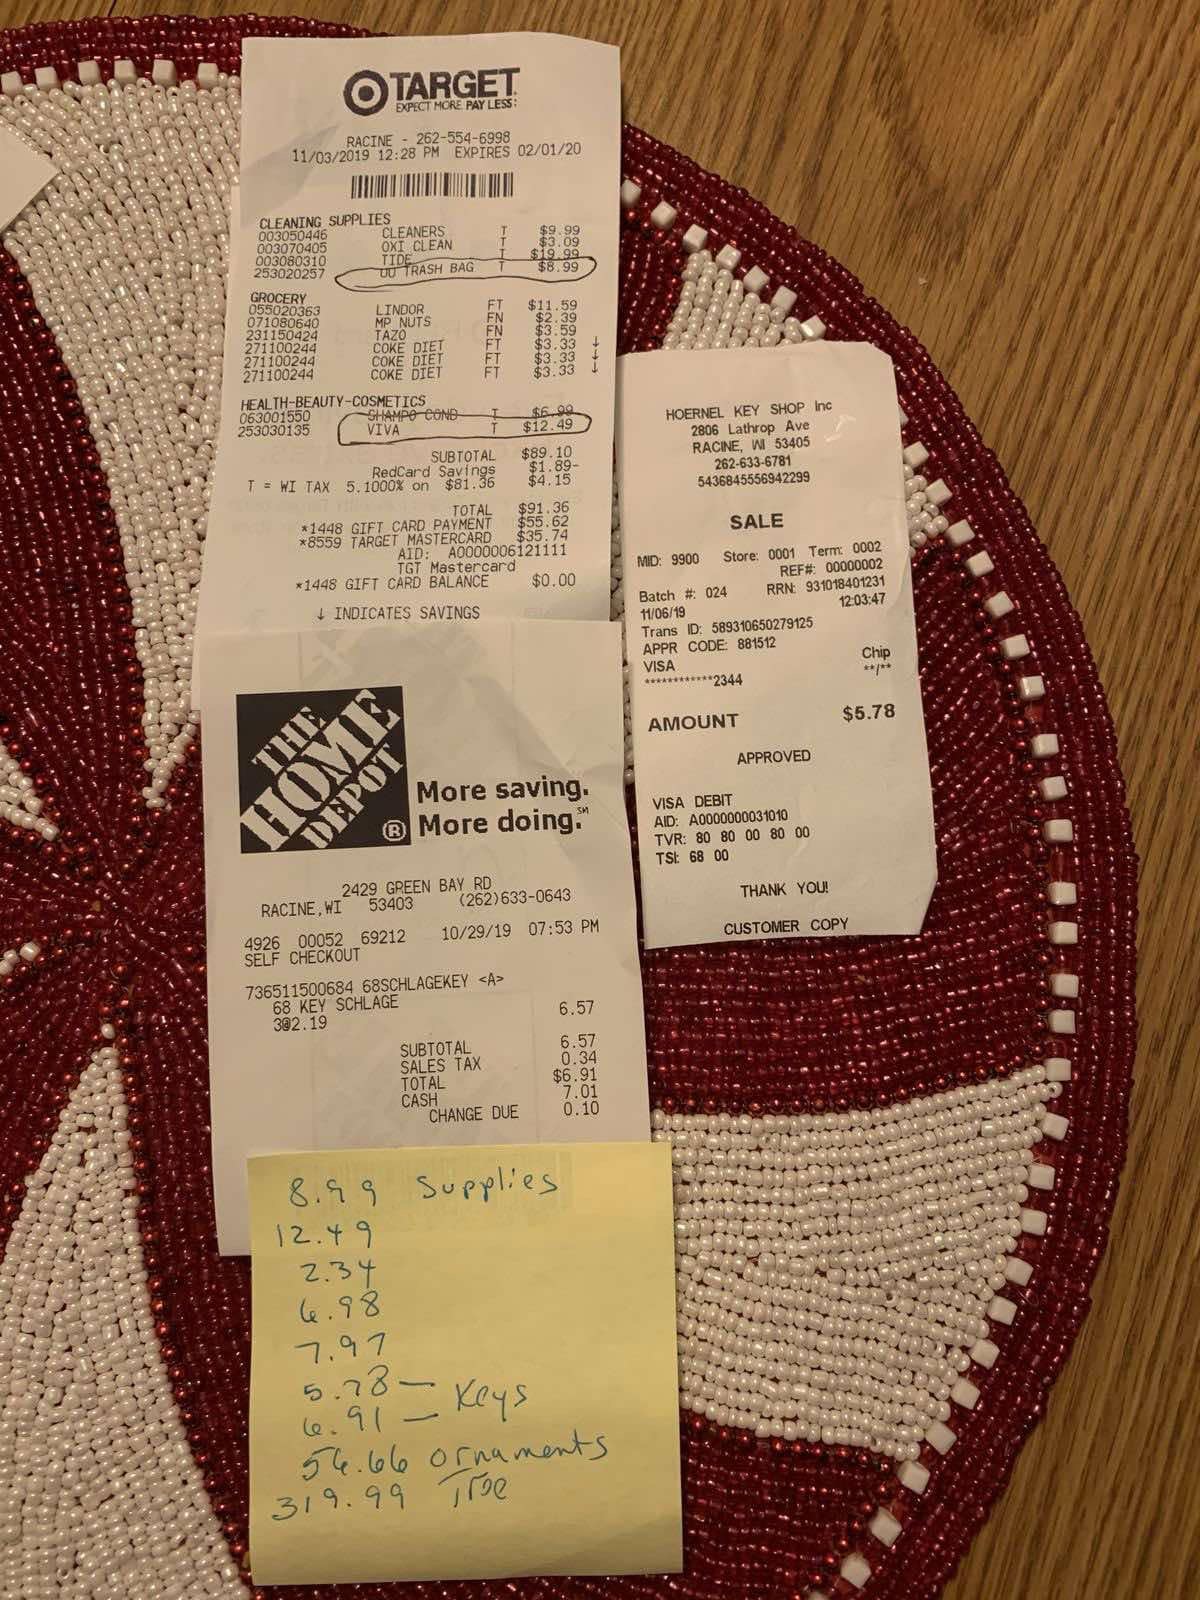 TARGET
EXPECT MORE. PAY LESS.
RACINE - 262-554-6998
11/03/2019 12:28 PM EXPIRES 02/01/20
CLEANING SUPPLIES
003050446 CLEANERS T $9.99
003070405 OXI CLEAN T $3.09
003080310 TIDE T $19.99
253020257 UU TRASH BAG T $8.99
GROCERY
055020363 LINDOR FT $11.59
071080640 MP NUTS FN $2.39
231150424 TAZO FN $3.59
271100244 COKE DIET FT $3.33 ↓
271100244 COKE DIET FT $3.33 ↓
271100244 COKE DIET FT $3.33 ↓
HEALTH-BEAUTY-COSMETICS
063001550 SHAMPO COND T $6.99
253030135 VIVA T $12.49
SUBTOTAL $89.10
RedCard Savings $1.89-
T = WI TAX 5.1000% on $81.36 $4.15
TOTAL $91.36
*1448 GIFT CARD PAYMENT $55.62
*8559 TARGET MASTERCARD $35.74
AID: A0000006121111
TGT Mastercard
*1448 GIFT CARD BALANCE $0.00
↓ INDICATES SAVINGS
HOERNEL KEY SHOP Inc
2806 Lathrop Ave
RACINE, WI 53405
262-633-6781
5436845556942299
SALE
MID: 9900 Store: 0001 Term: 0002
REF#: 00000002
Batch #: 024 RRN: 931018401231
11/06/19 12:03:47
Trans ID: 589310650279125
APPR CODE: 881512
VISA Chip
************2344 **/**
AMOUNT $5.78
APPROVED
VISA DEBIT
AID: A0000000031010
TVR: 80 80 00 80 00
TSI: 68 00
THANK YOU!
CUSTOMER COPY
THE HOME DEPOT ®
More saving.
More doing.℠
2429 GREEN BAY RD
RACINE,WI 53403 (262)633-0643
4926 00052 69212 10/29/19 07:53 PM
SELF CHECKOUT
736511500684 68SCHLAGEKEY <A>
68 KEY SCHLAGE
3@2.19 6.57
SUBTOTAL 6.57
SALES TAX 0.34
TOTAL $6.91
CASH 7.01
CHANGE DUE 0.10
8.99 Supplies
12.49
2.34
6.98
7.97
5.78 — Keys
6.91 —
56.66 ornaments
319.99 Tree